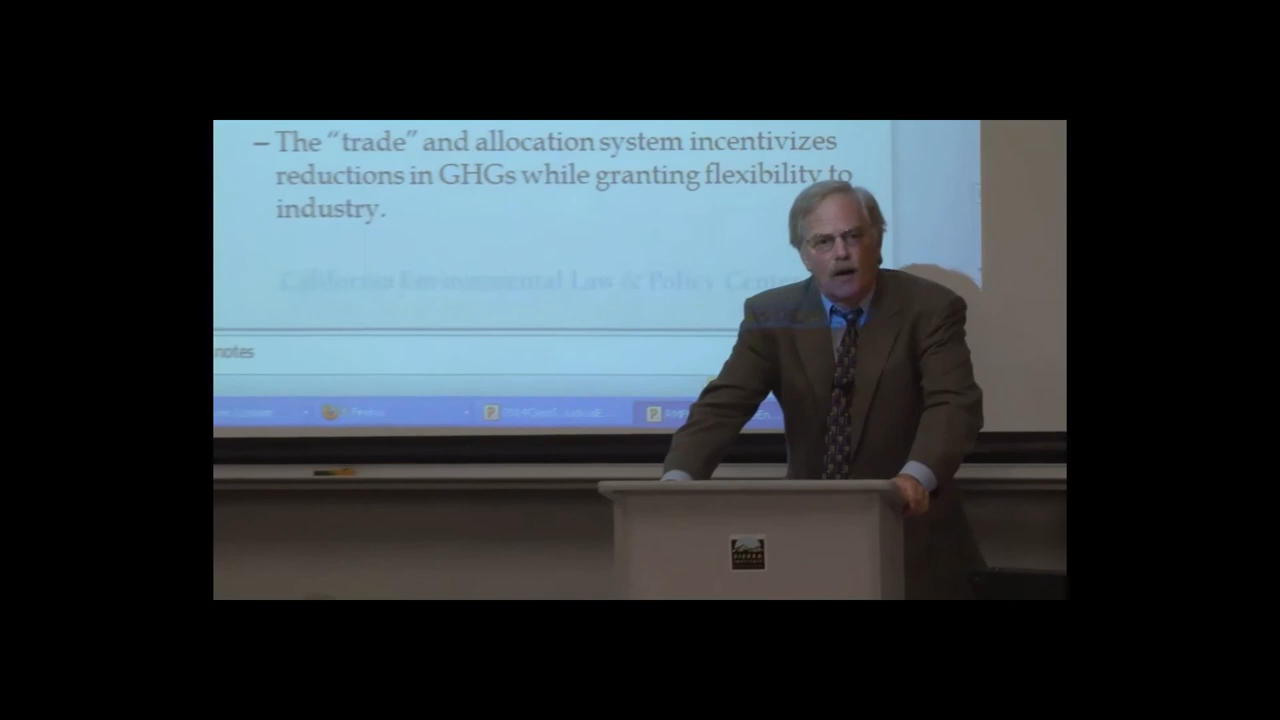 – The “trade” and allocation system incentivizes
reductions in GHGs while granting flexibility to
industry.
California Environmental Law & Policy Center
notes
Firefox